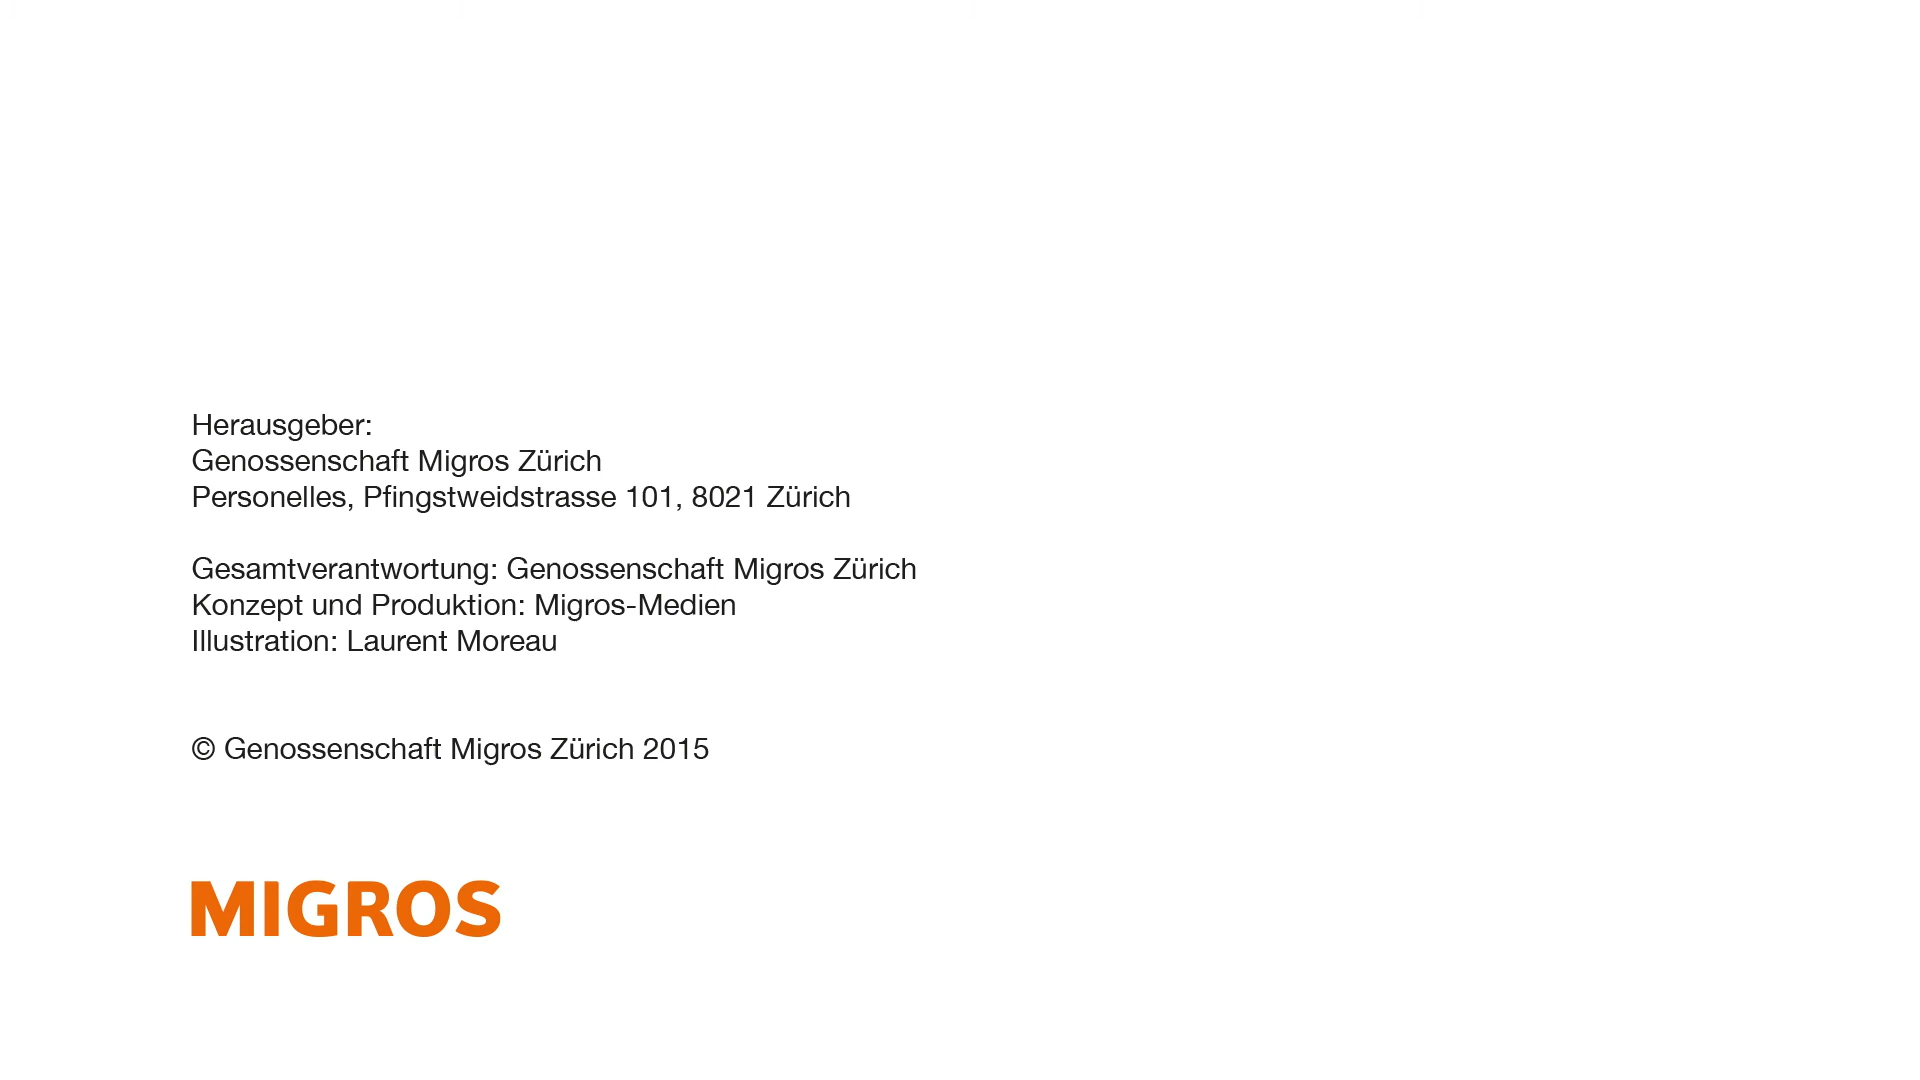 Herausgeber:
Genossenschaft Migros Zürich
Personelles, Pfingstweidstrasse 101, 8021 Zürich
Gesamtverantwortung: Genossenschaft Migros Zürich
Konzept und Produktion: Migros-Medien
Illustration: Laurent Moreau
© Genossenschaft Migros Zürich 2015
MIGROS